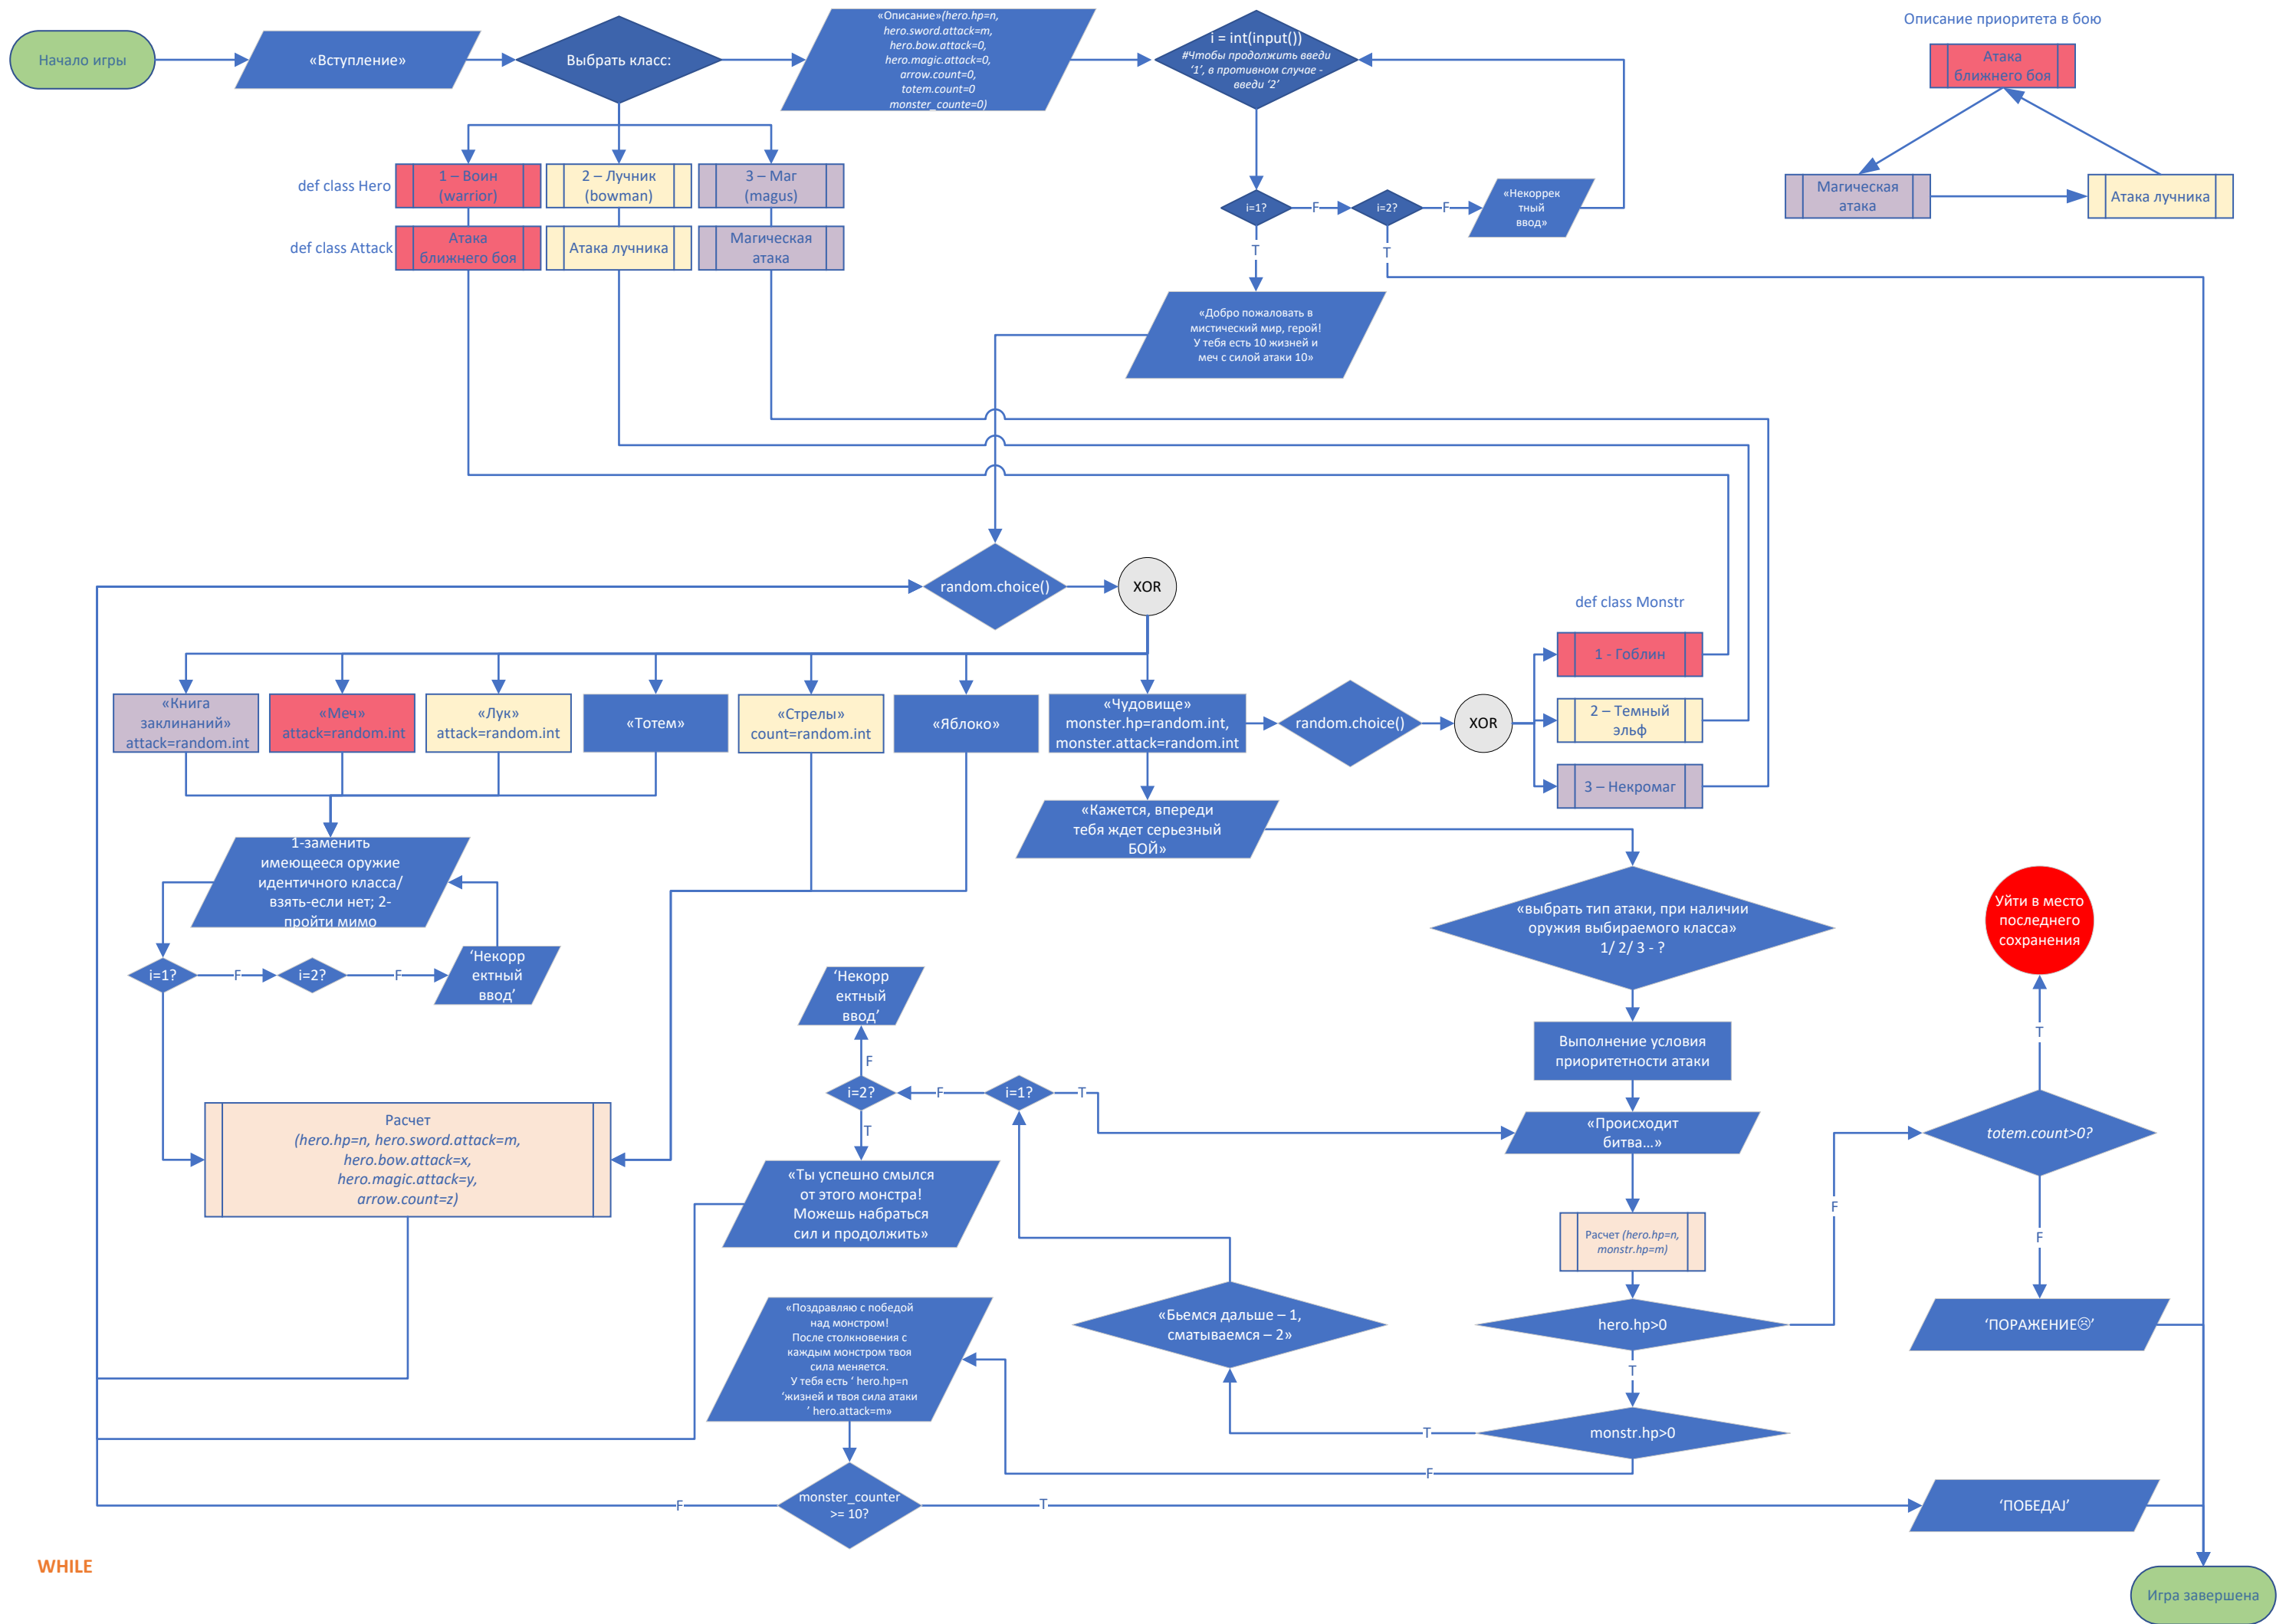 Описание приоритета в бою
Начало игры
«Вступление»
Выбрать класс:
«Описание»(hero.hp=n,
hero.sword.attack=m,
hero.bow.attack=0,
hero.magic.attack=0,
arrow.count=0,
totem.count=0
monster_counte=0)
i = int(input())
#Чтобы продолжить введи
‘1’, в противном случае -
введи ‘2’
Атака
ближнего боя
Магическая
атака
Атака лучника
def class Hero
1 – Воин
(warrior)
2 – Лучник
(bowman)
3 – Маг
(magus)
def class Attack
Атака
ближнего боя
Атака лучника
Магическая
атака
i=1?
F
i=2?
F
«Некоррек
тный
ввод»
T
T
«Добро пожаловать в
мистический мир, герой!
У тебя есть 10 жизней и
меч с силой атаки 10»
random.choice()
XOR
def class Monstr
1 - Гоблин
2 – Темный
эльф
3 – Некромаг
«Книга
заклинаний»
attack=random.int
«Меч»
attack=random.int
«Лук»
attack=random.int
«Тотем»
«Стрелы»
count=random.int
«Яблоко»
«Чудовище»
monster.hp=random.int,
monster.attack=random.int
random.choice()
XOR
«Кажется, впереди
тебя ждет серьезный
БОЙ»
1-заменить
имеющееся оружие
идентичного класса/
взять-если нет; 2-
пройти мимо
i=1?
F
i=2?
F
‘Некорр
ектный
ввод’
«выбрать тип атаки, при наличии
оружия выбираемого класса»
1/ 2/ 3 - ?
Уйти в место
последнего
сохранения
‘Некорр
ектный
ввод’
F
i=2?
F
i=1?
T
T
Выполнение условия
приоритетности атаки
T
«Происходит
битва…»
totem.count>0?
Расчет
(hero.hp=n, hero.sword.attack=m,
hero.bow.attack=x,
hero.magic.attack=y,
arrow.count=z)
«Ты успешно смылся
от этого монстра!
Можешь набраться
сил и продолжить»
F
F
Расчет (hero.hp=n,
monstr.hp=m)
«Поздравляю с победой
над монстром!
После столкновения с
каждым монстром твоя
сила меняется.
У тебя есть ‘ hero.hp=n
‘жизней и твоя сила атаки
’ hero.attack=m»
«Бьемся дальше – 1,
сматываемся – 2»
hero.hp>0
‘ПОРАЖЕНИЕ☹’
T
T
monstr.hp>0
F
F
monster_counter
>= 10?
T
‘ПОБЕДАJ’
WHILE
Игра завершена